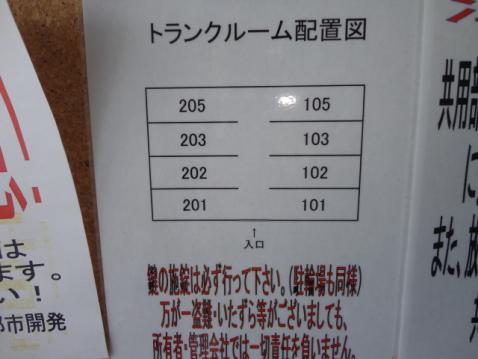 トランクルーム配置図
205 105
203 103
202 102
201 101
↑
入口
鍵の施錠は必ず行って下さい。(駐輪場も同様)
万が一盗難・いたずら等がございましても、
所有者・管理会社では一切責任を負いません。
は
ます。
い！
市開発
共用部
に
また、放